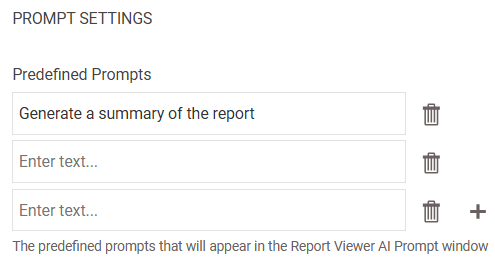 PROMPT SETTINGS
Predefined Prompts
Generate a summary of the report
Enter text...
Enter text...
The predefined prompts that will appear in the Report Viewer AI Prompt window